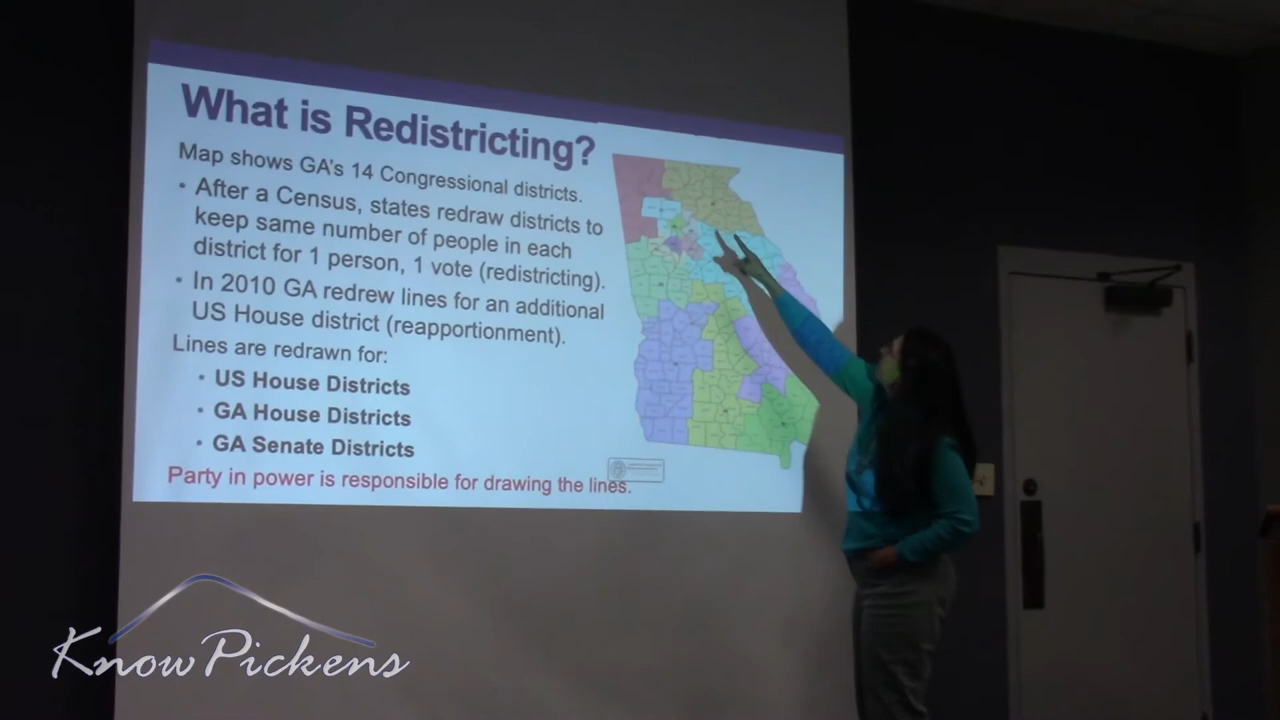 What is Redistricting?
Map shows GA's 14 Congressional districts.
• After a Census, states redraw districts to
keep same number of people in each
district for 1 person, 1 vote (redistricting).
• In 2010 GA redrew lines for an additional
US House district (reapportionment).
Lines are redrawn for:
• US House Districts
• GA House Districts
• GA Senate Districts
Party in power is responsible for drawing the lines.
KnowPickens